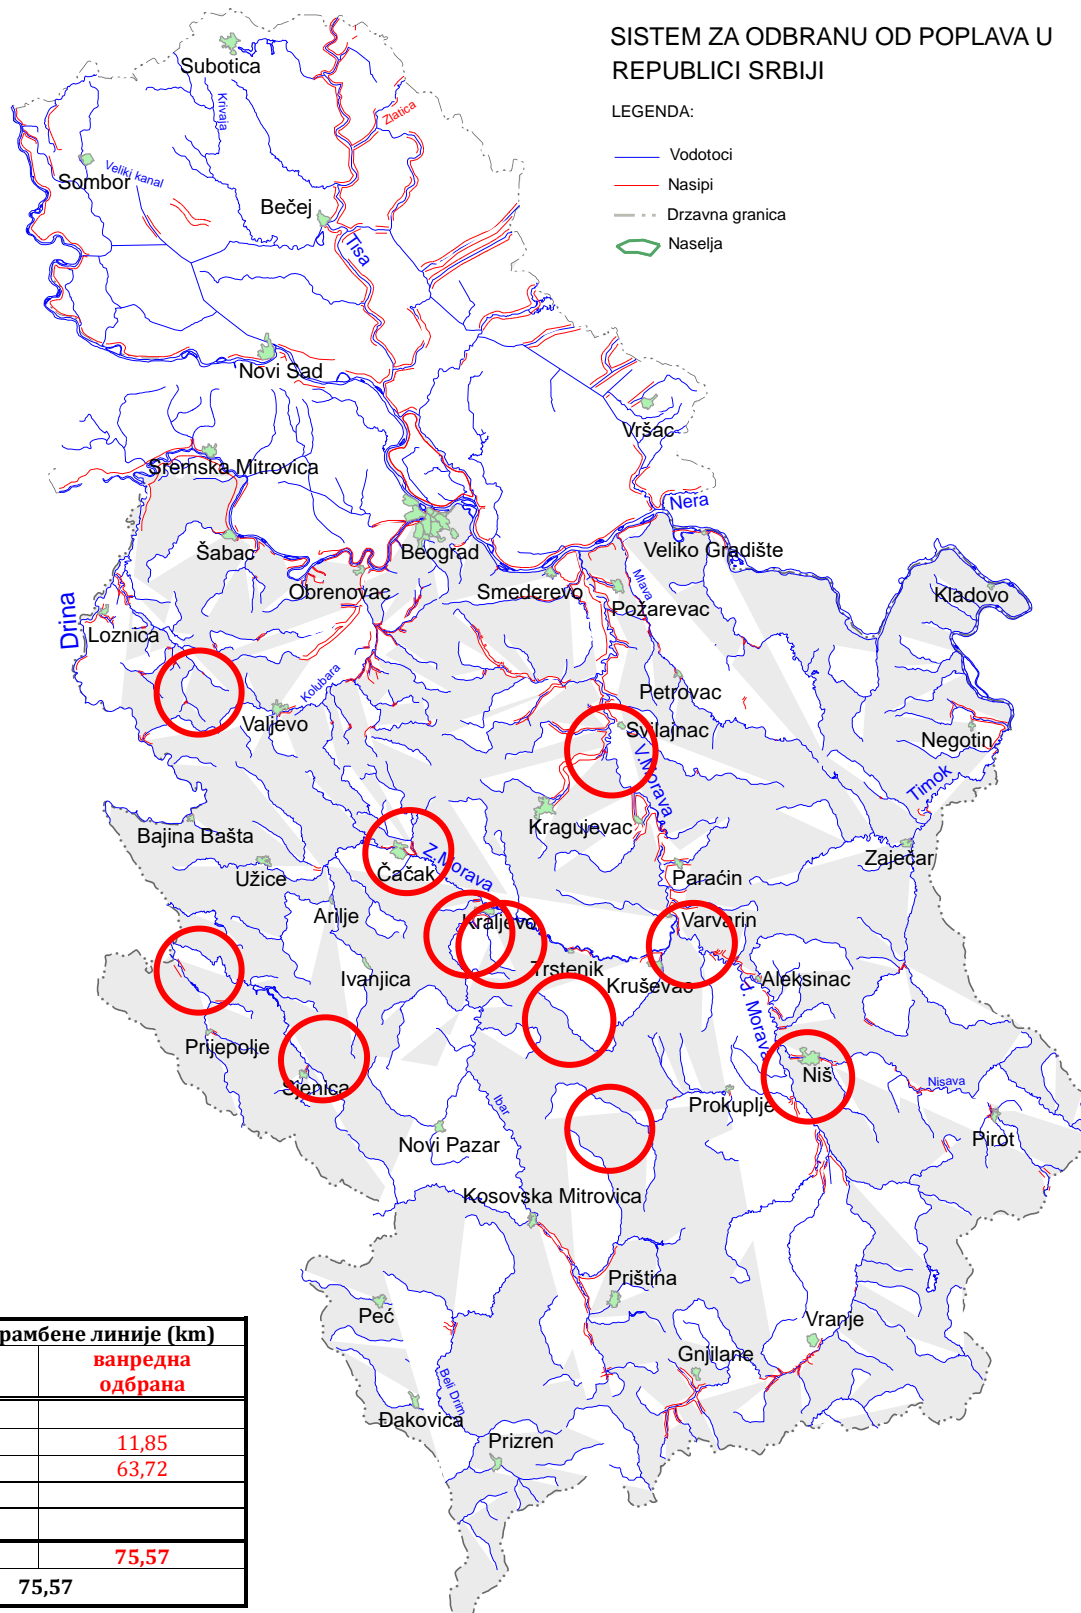 SISTEM ZA ODBRANU OD POPLAVA U
REPUBLICI SRBIJI
LEGENDA:
Vodotoci
Nasipi
Drzavna granica
Naselja
Subotica
Krivaja
Zlatica
Sombor
Veliki kanal
Bečej
Tisa
Novi Sad
Vršac
Sremska Mitrovica
Nera
Šabac
Beograd
Veliko Gradište
Obrenovac
Smederevo
Mlava
Požarevac
Kladovo
Drina
Loznica
Kolubara
Petrovac
Valjevo
Svilajnac
Negotin
V.Morava
Timok
Bajina Bašta
Kragujevac
Zaječar
Užice
Čačak
Z.Morava
Paraćin
Arilje
Kraljevo
Varvarin
Trstenik
Ivanjica
Kruševac
Aleksinac
J. Morava
Prijepolje
Sjenica
Niš
Nisava
Ibar
Prokuplje
Pirot
Novi Pazar
Kosovska Mitrovica
Priština
Peć
Vranje
Gnjilane
Beli Drim
Đakovica
Prizren
рамбене линије (km)
ванредна
одбрана
11,85
63,72
75,57
75,57